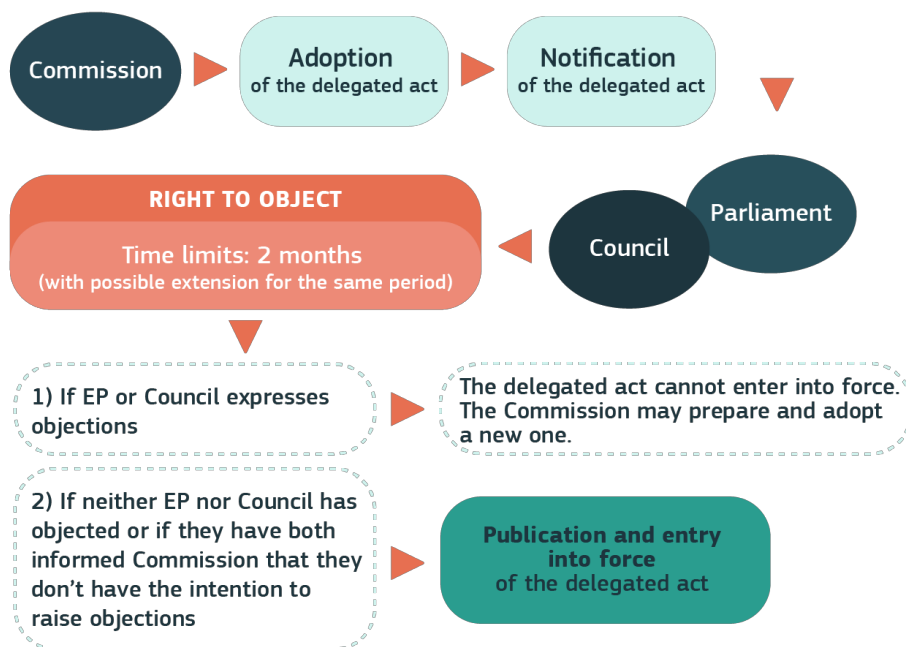 Commission
Adoption
of the delegated act
Notification
of the delegated act
Parliament
Council
RIGHT TO OBJECT
Time limits: 2 months
(with possible extension for the same period)
1) If EP or Council expresses
objections
The delegated act cannot enter into force.
The Commission may prepare and adopt
a new one.
2) If neither EP nor Council has
objected or if they have both
informed Commission that they
don't have the intention to
raise objections
Publication and entry
into force
of the delegated act